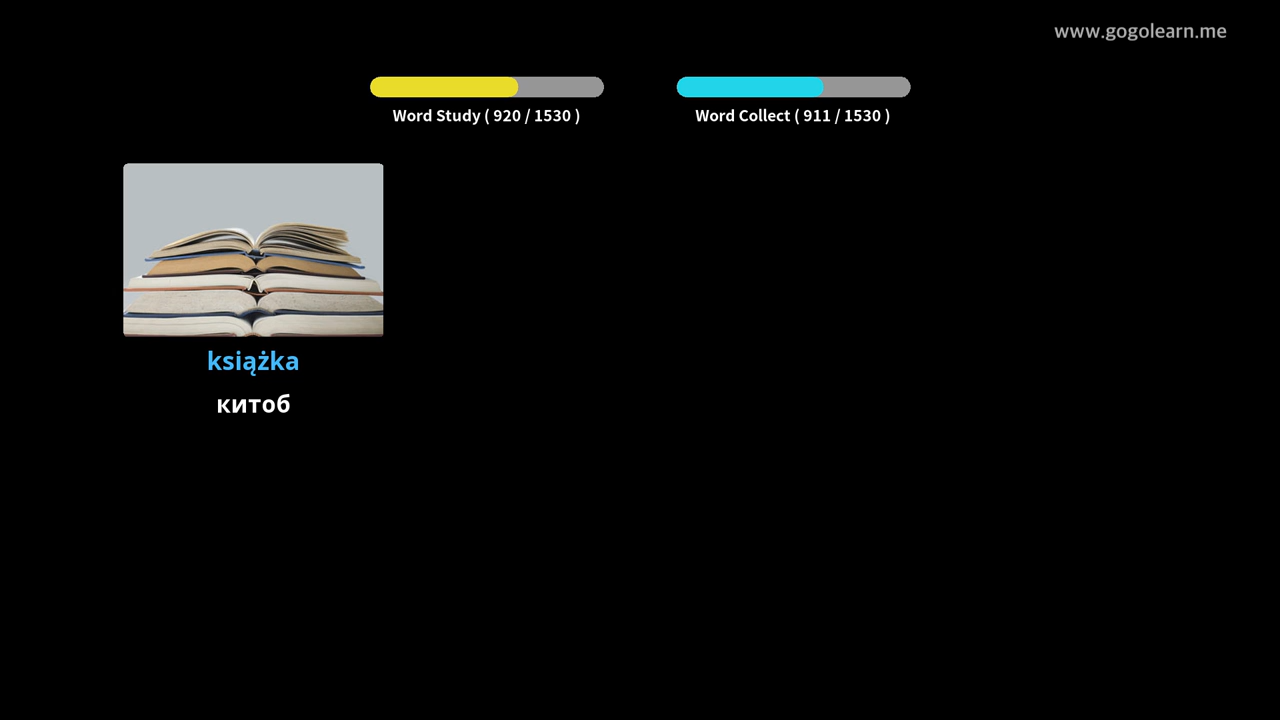 www.gogolearn.me
Word Study ( 920 / 1530 )
Word Collect ( 911 / 1530 )
książka
китоб